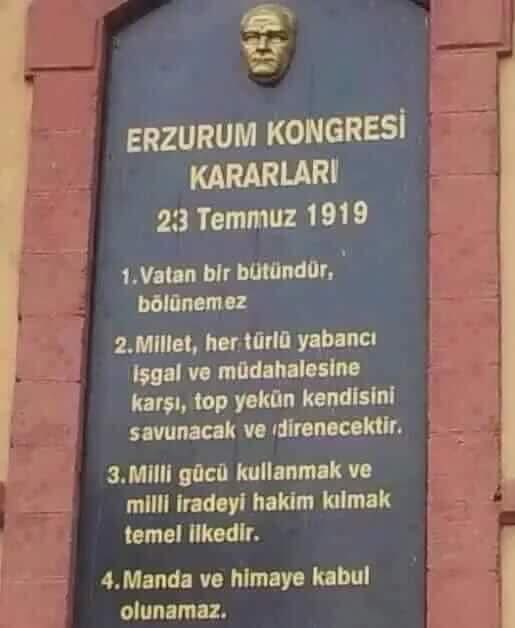 ERZURUM KONGRESİ
KARARLARI
23 Temmuz 1919
1. Vatan bir bütündür,
bölünemez
2. Millet, her türlü yabancı
işgal ve müdahalesine
karşı, top yekün kendisini
savunacak ve direnecektir.
3. Milli gücü kullanmak ve
milli iradeyi hakim kılmak
temel ilkedir.
4. Manda ve himaye kabul
olunamaz.